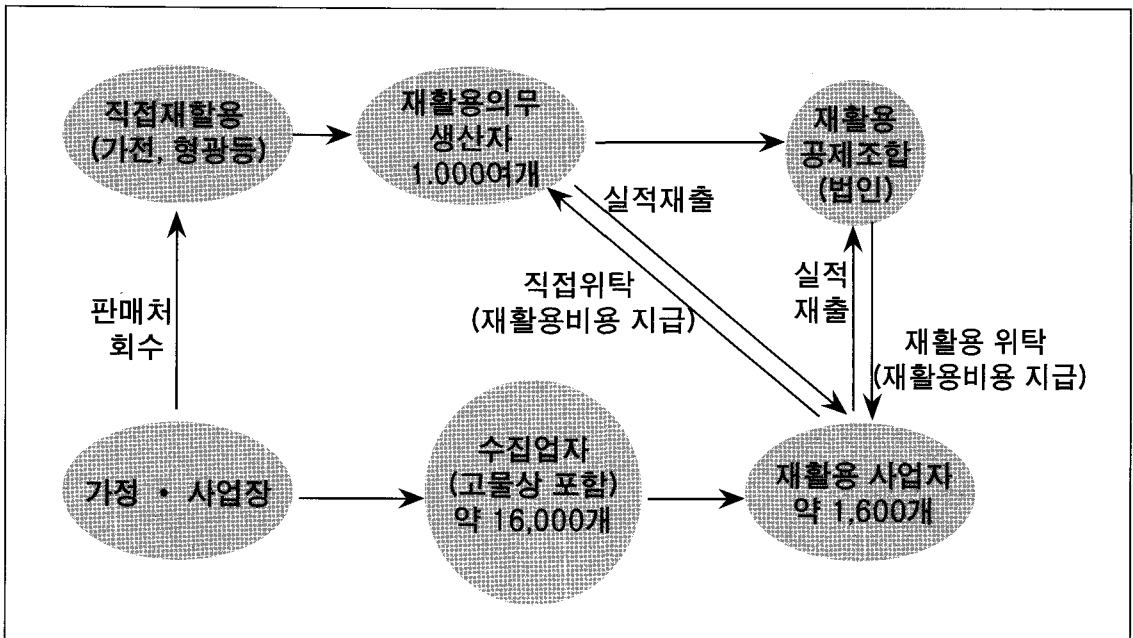 직접재활용
(가전, 형광등)
재활용의무
생산자
1.000여개
재활용
공제조합
(법인)
실적재출
직접위탁
(재활용비용 지급)
실적
재출
재활용 위탁
(재활용비용 지급)
판매처
회수
가정 • 사업장
수집업자
(고물상 포함)
약 16,000개
재활용 사업자
약 1,600개